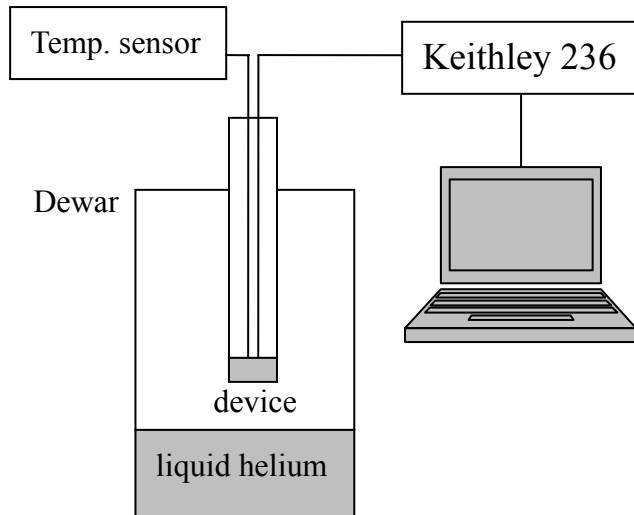 Temp. sensor
Keithley 236
Dewar
device
liquid helium